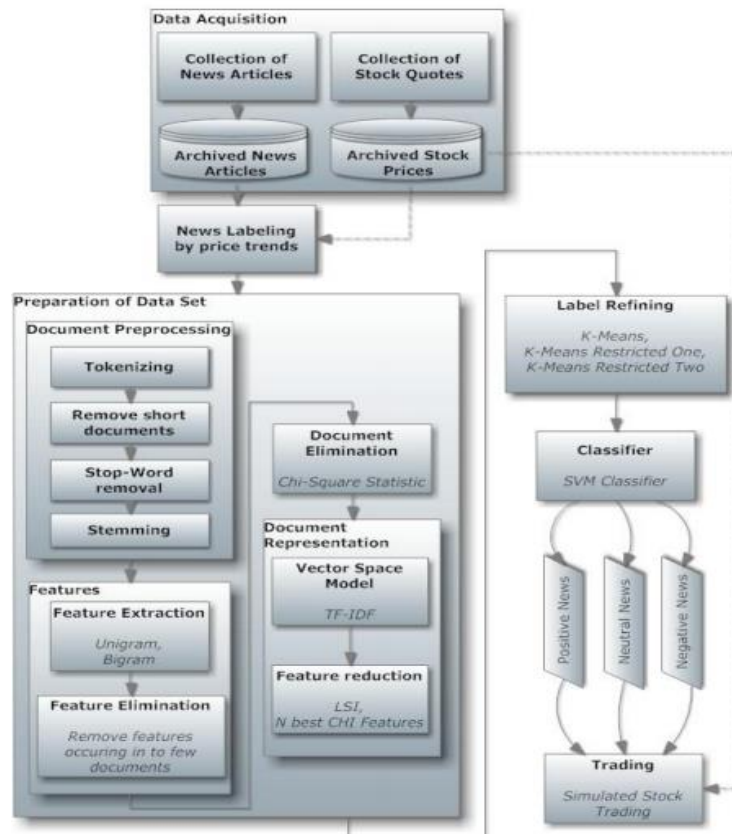 Data Acquisition
Collection of
News Articles
Collection of
Stock Quotes
Archived News
Articles
Archived Stock
Prices
News Labeling
by price trends
Preparation of Data Set
Document Preprocessing
Tokenizing
Remove short
documents
Stop-Word
removal
Stemming
Features
Feature Extraction
Unigram,
Bigram
Feature Elimination
Remove features
occuring in to few
documents
Document
Elimination
Chi-Square Statistic
Document
Representation
Vector Space
Model
TF-IDF
Feature reduction
LSI,
N best CHI Features
Label Refining
K-Means,
K-Means Restricted One,
K-Means Restricted Two
Classifier
SVM Classifier
Positive News
Neutral News
Negative News
Trading
Simulated Stock
Trading